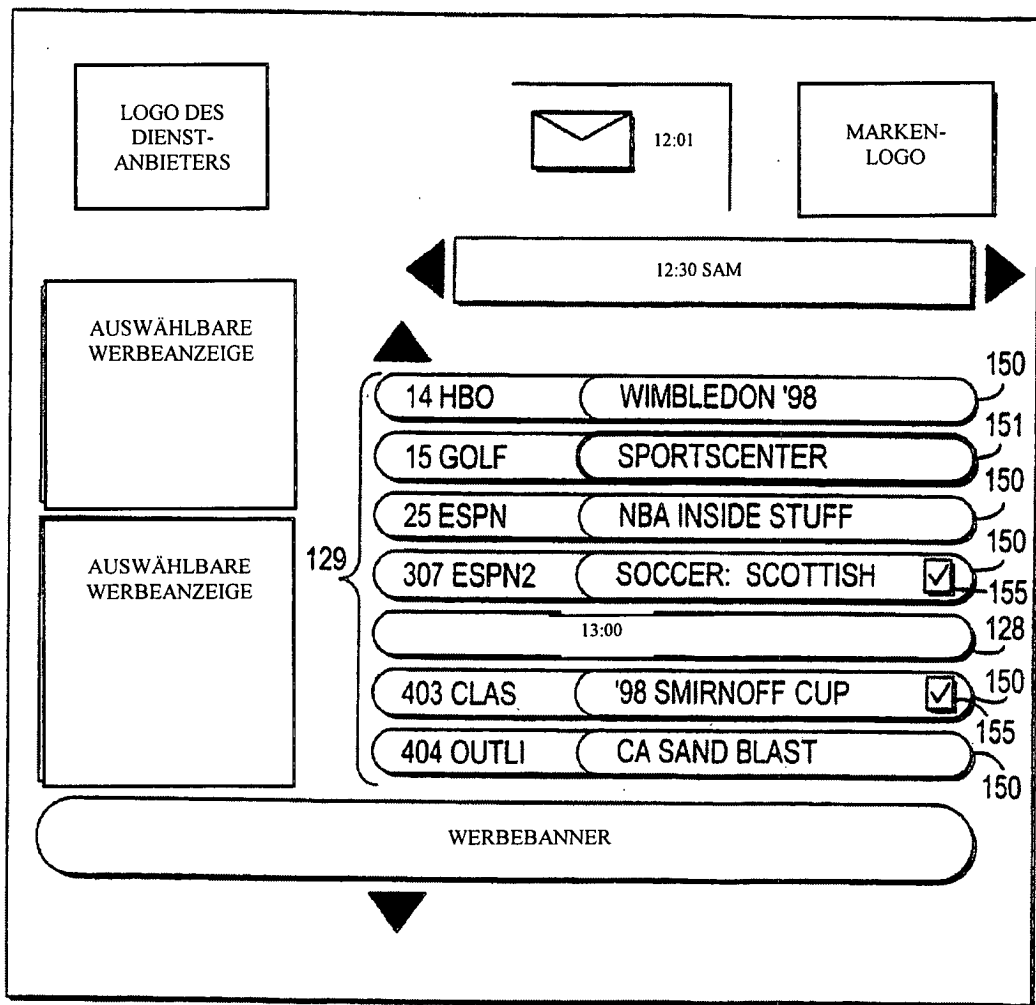 LOGO DES
DIENST-
ANBIETERS
12:01
MARKEN-
LOGO
12:30 SAM
AUSWÄHLBARE
WERBEANZEIGE
150
14 HBO WIMBLEDON '98
151
15 GOLF SPORTSCENTER
150
25 ESPN NBA INSIDE STUFF
150
AUSWÄHLBARE
WERBEANZEIGE
129
307 ESPN2 SOCCER: SCOTTISH
155
13:00
128
403 CLAS '98 SMIRNOFF CUP
150
155
404 OUTLI CA SAND BLAST
150
WERBEBANNER